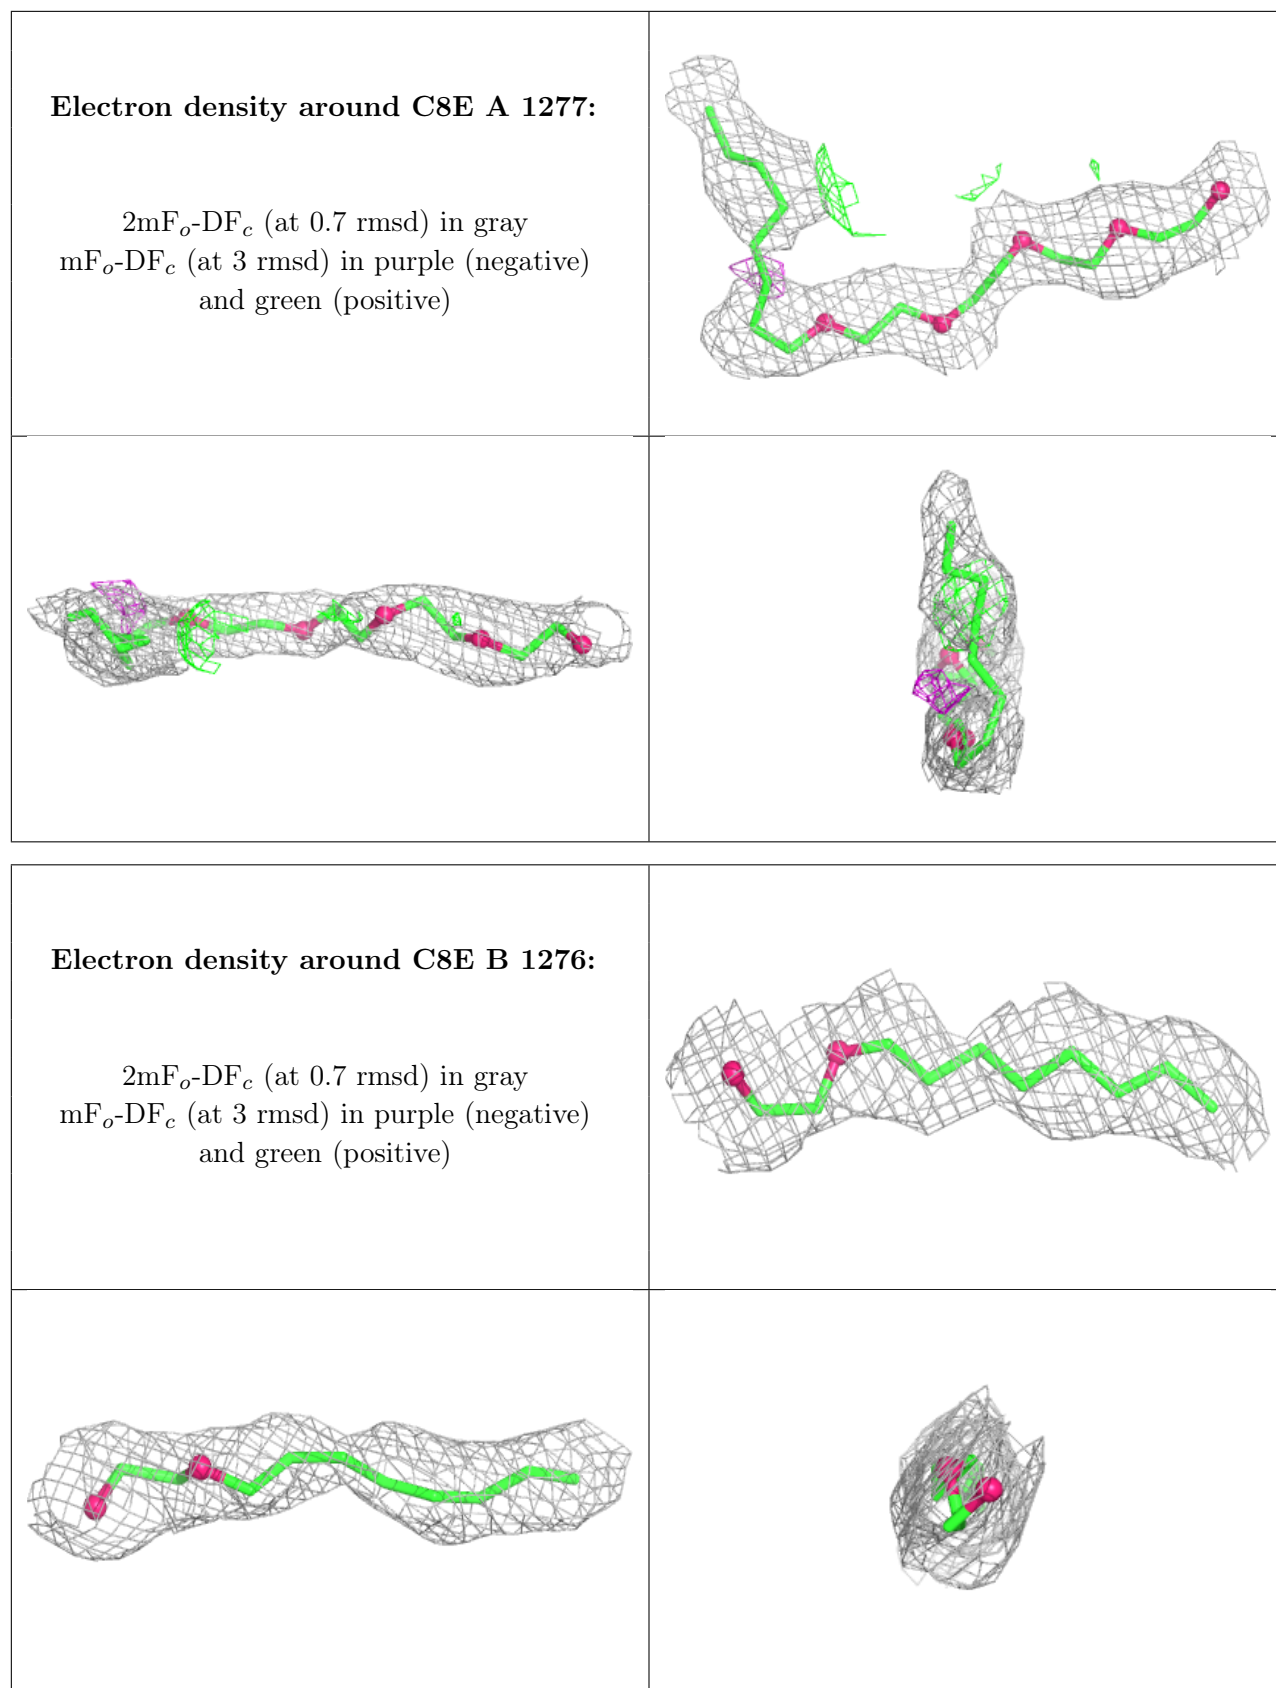 Electron density around C8E A 1277:
2mFo-DFc (at 0.7 rmsd) in gray
mFo-DFc (at 3 rmsd) in purple (negative)
and green (positive)
Electron density around C8E B 1276:
2mFo-DFc (at 0.7 rmsd) in gray
mFo-DFc (at 3 rmsd) in purple (negative)
and green (positive)